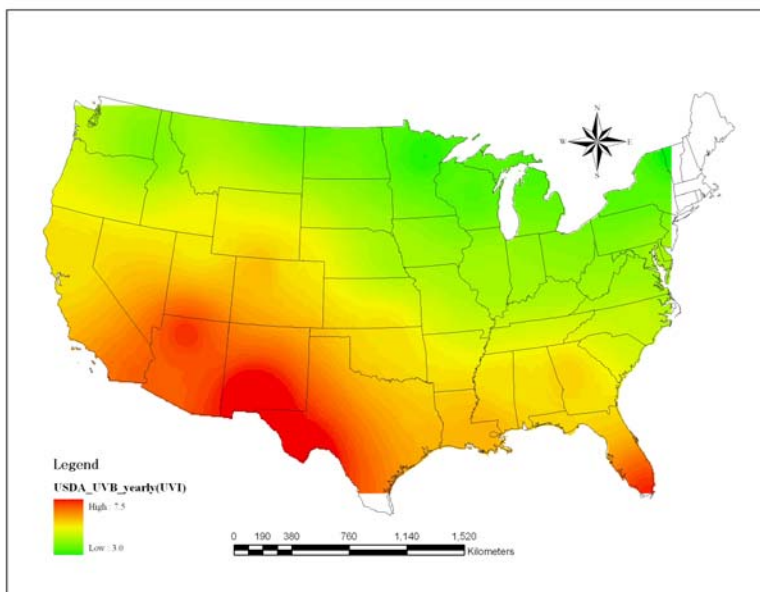 N
W E
S
Legend
USDA_UVB_yearly(UVI)
High : 7.5
Low : 3.0
0 190 380 760 1,140 1,520
Kilometers